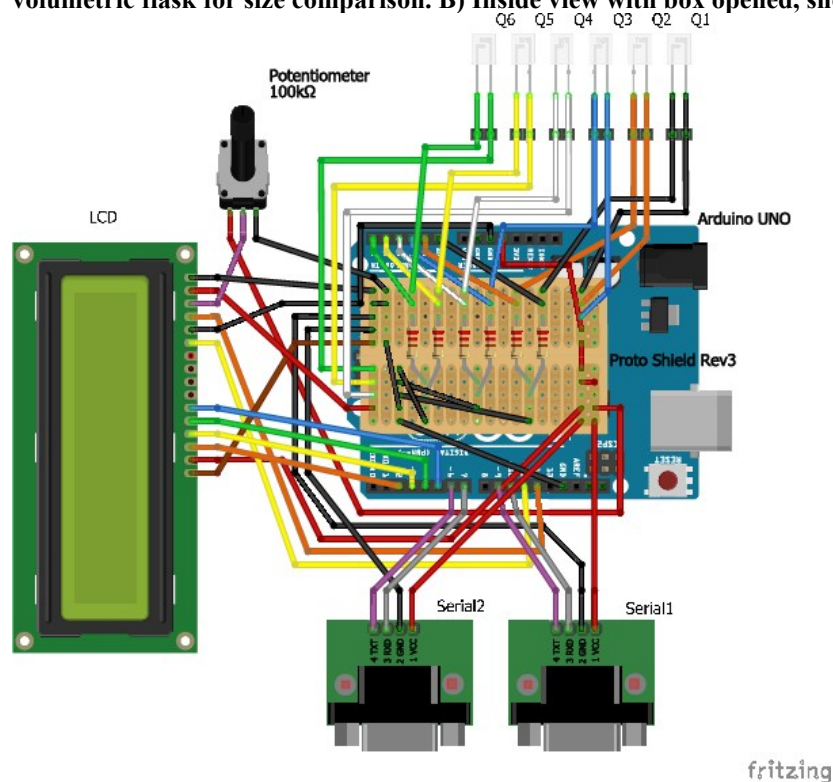 volumetric flask for size comparison. B) Inside view with box opened, sho
Q6 Q5 Q4 Q3 Q2 Q1
Potentiometer
100kΩ
LCD
Arduino UNO
Proto Shield Rev3
RESET
Serial2
Serial1
4 TXT
3 RXD
2 GND
1 VCC
4 TXT
3 RXD
2 GND
1 VCC
fritzing